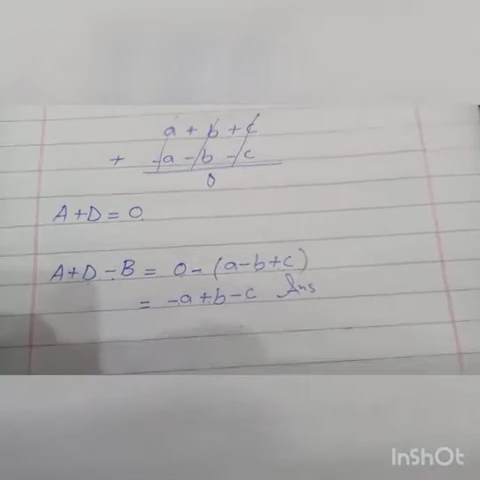 a + b + c
+ -a - b - c
0
A+D = 0.
A+D-B = 0-(a-b+c)
= -a+b-c Ans
InShOt